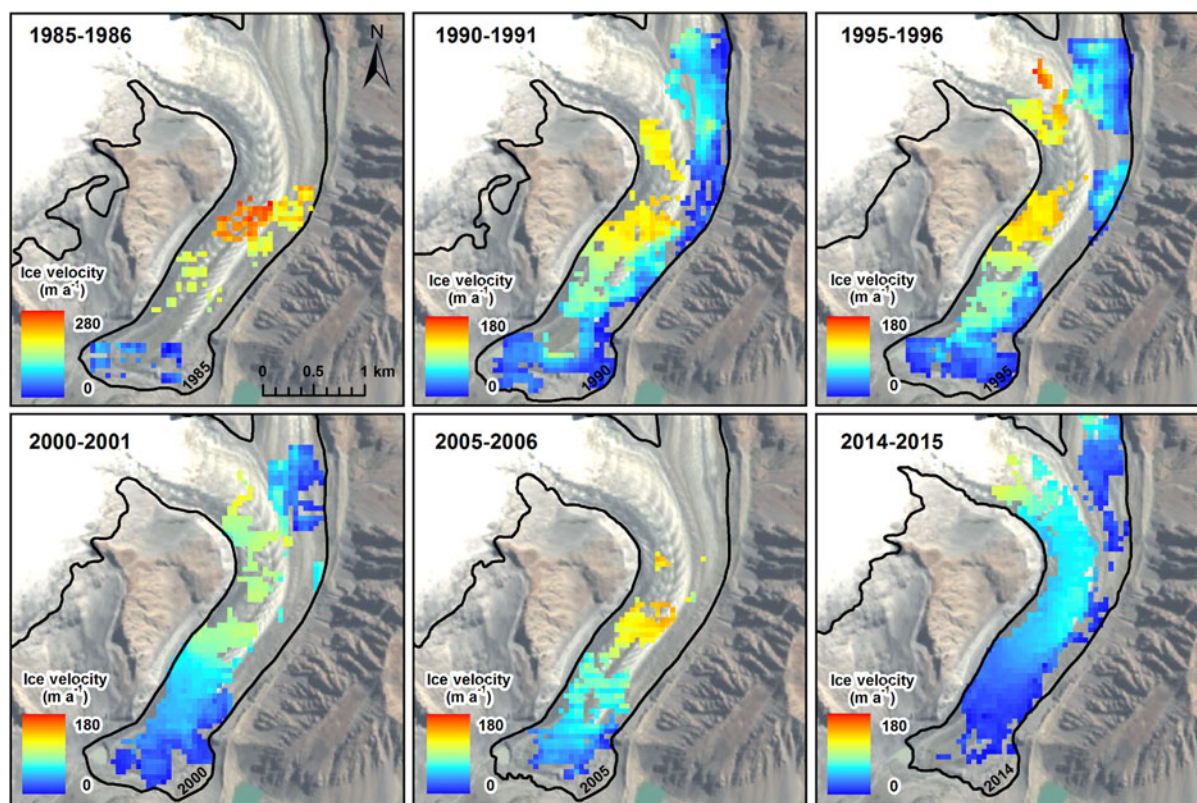 1985-1986
N
Ice velocity
(m a⁻¹)
280
0
1985
0 0.5 1 km
1990-1991
Ice velocity
(m a⁻¹)
180
0
1990
1995-1996
Ice velocity
(m a⁻¹)
180
0
1995
2000-2001
Ice velocity
(m a⁻¹)
180
0
2000
2005-2006
Ice velocity
(m a⁻¹)
180
0
2005
2014-2015
Ice velocity
(m a⁻¹)
180
0
2014